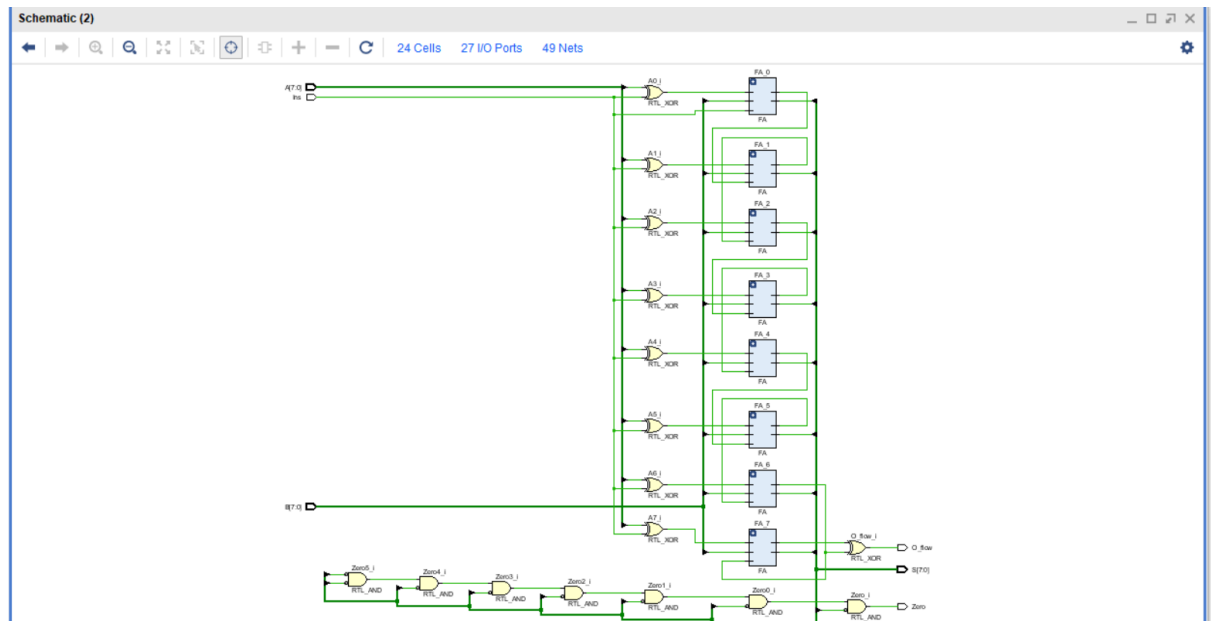 Schematic (2)
24 Cells 27 I/O Ports 49 Nets
A[7:0]
Ins
A0_i
RTL_XOR
FA_0
FA
A1_i
RTL_XOR
FA_1
FA
A2_i
RTL_XOR
FA_2
FA
A3_i
RTL_XOR
FA_3
FA
A4_i
RTL_XOR
FA_4
FA
A5_i
RTL_XOR
FA_5
FA
A6_i
RTL_XOR
FA_6
FA
B[7:0]
A7_i
RTL_XOR
FA_7
FA
O_flow_i
RTL_XOR
O_flow
S[7:0]
Zero5_i
RTL_AND
Zero4_i
RTL_AND
Zero3_i
RTL_AND
Zero2_i
RTL_AND
Zero1_i
RTL_AND
Zero0_i
RTL_AND
Zero_i
RTL_AND
Zero